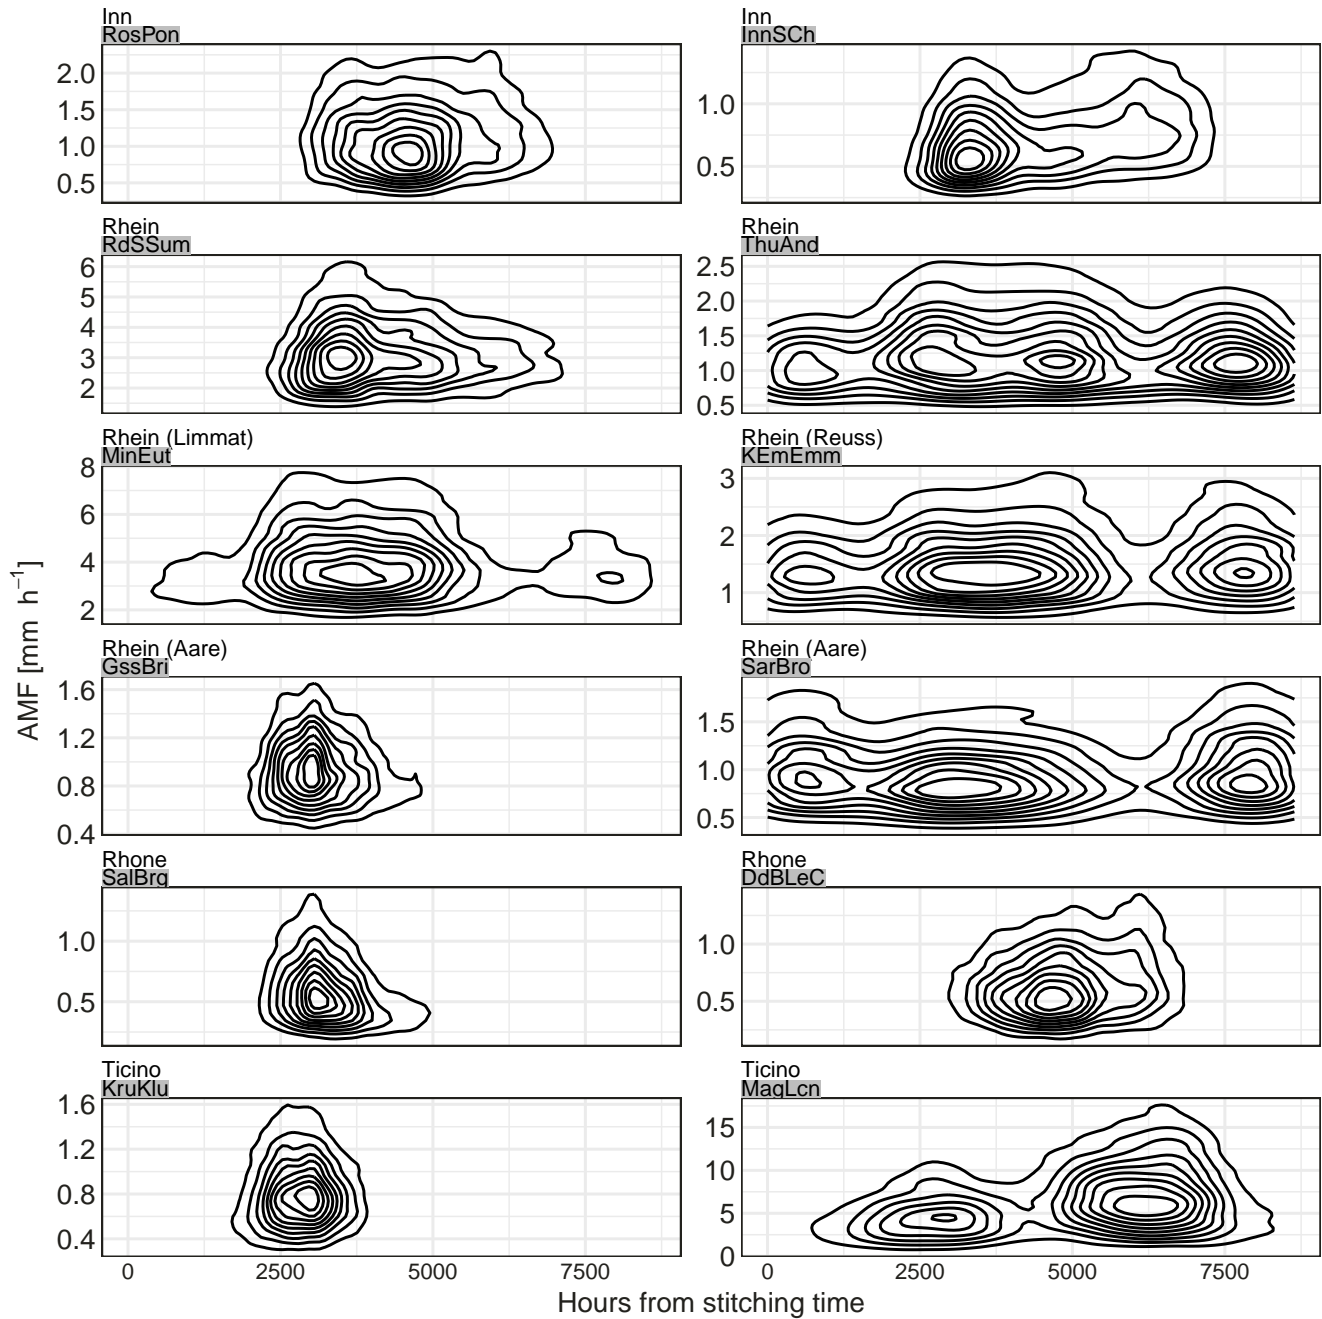 Inn
RosPon
2.0
1.5
1.0
0.5
Inn
InnSCh
1.0
0.5
Rhein
RdSSum
6
5
4
3
2
Rhein
ThuAnd
2.5
2.0
1.5
1.0
0.5
Rhein (Limmat)
MinEut
8
6
4
2
Rhein (Reuss)
KEmEmm
3
2
1
Rhein (Aare)
GssBri
1.6
1.2
0.8
0.4
Rhein (Aare)
SarBro
1.5
1.0
0.5
Rhone
SalBrg
1.0
0.5
Rhone
DdBLeC
1.0
0.5
Ticino
KruKlu
1.6
1.2
0.8
0.4
Ticino
MagLcn
15
10
5
0
0 2500 5000 7500
0 2500 5000 7500
AMF [mm h⁻¹]
Hours from stitching time